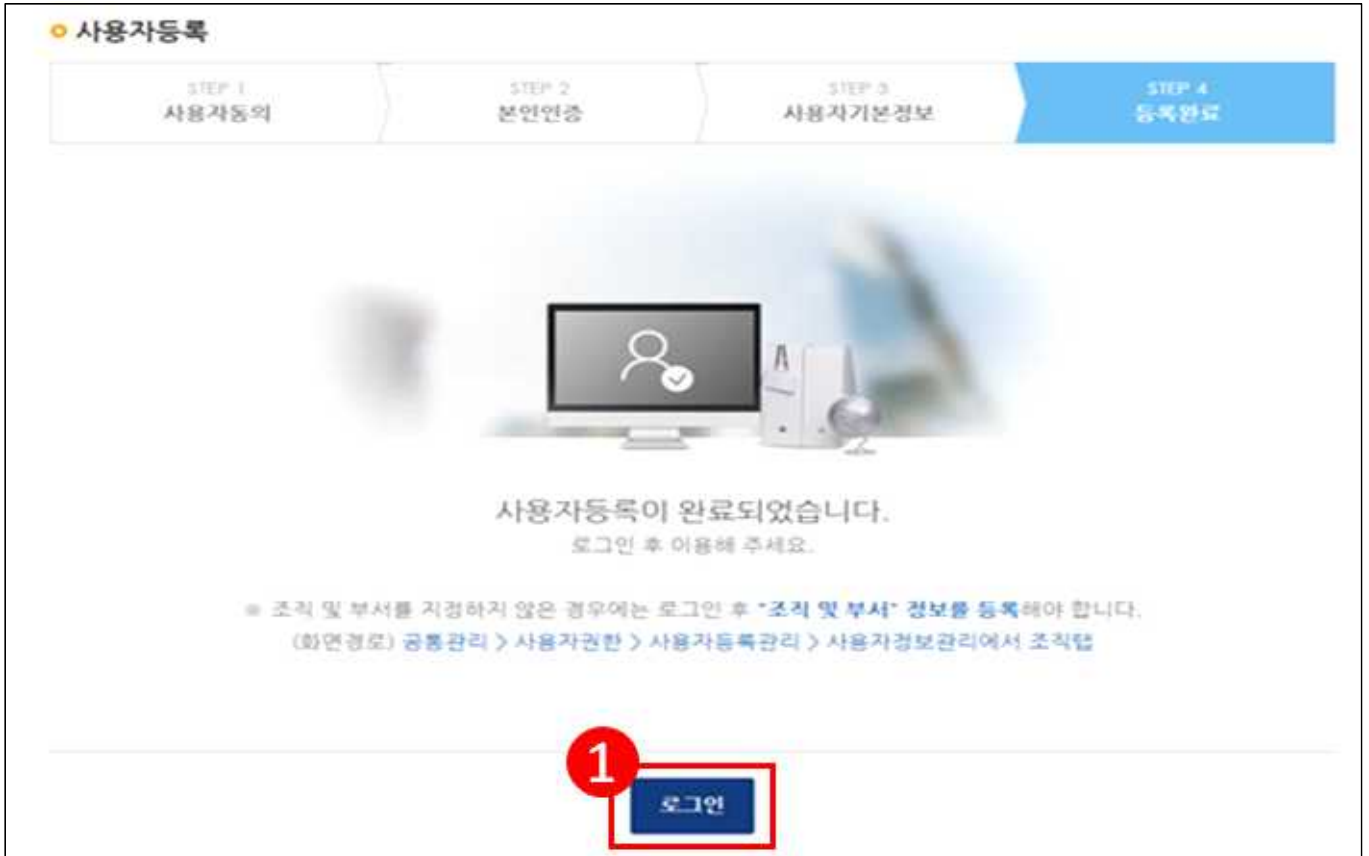 사용자등록
STEP 1
사용자동의
STEP 2
본인인증
STEP 3
사용자기본정보
STEP 4
등록완료
사용자등록이 완료되었습니다.
로그인 후 이용해 주세요.
※ 조직 및 부서를 지정하지 않은 경우에는 로그인 후 "조직 및 부서" 정보를 등록해야 합니다.
(화면경로) 공통관리 > 사용자권한 > 사용자등록관리 > 사용자정보관리에서 조직탭
1
로그인